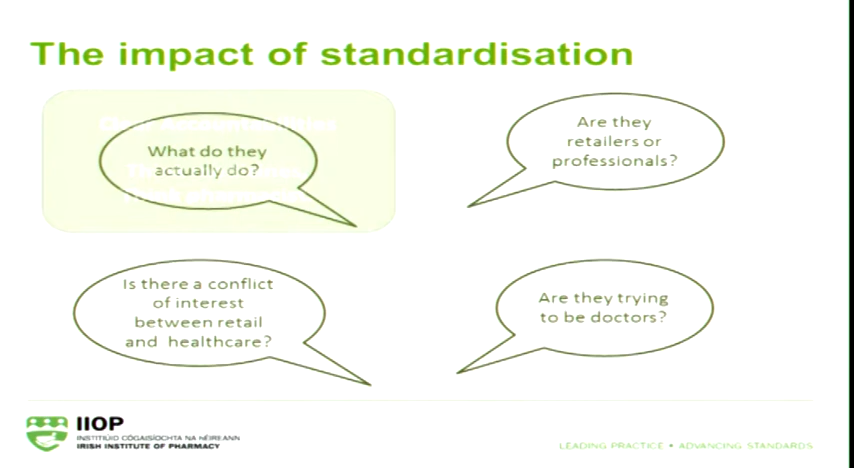 The impact of standardisation
What do they
actually do?
Are they
retailers or
professionals?
Is there a conflict
of interest
between retail
and healthcare?
Are they trying
to be doctors?
IIOP
INSTITIÚID CÓGAISÍOCHTA NA hÉIREANN
IRISH INSTITUTE OF PHARMACY
LEADING PRACTICE • ADVANCING STANDARDS